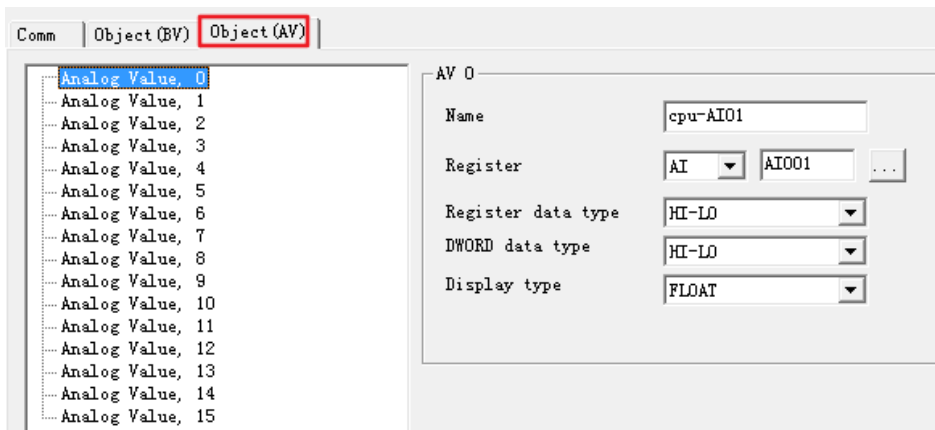 Comm Object(BV) Object(AV)
Analog Value, 0
Analog Value, 1
Analog Value, 2
Analog Value, 3
Analog Value, 4
Analog Value, 5
Analog Value, 6
Analog Value, 7
Analog Value, 8
Analog Value, 9
Analog Value, 10
Analog Value, 11
Analog Value, 12
Analog Value, 13
Analog Value, 14
Analog Value, 15
AV 0
Name cpu-AI01
Register AI AI001 ...
Register data type HI-LO
DWORD data type HI-LO
Display type FLOAT